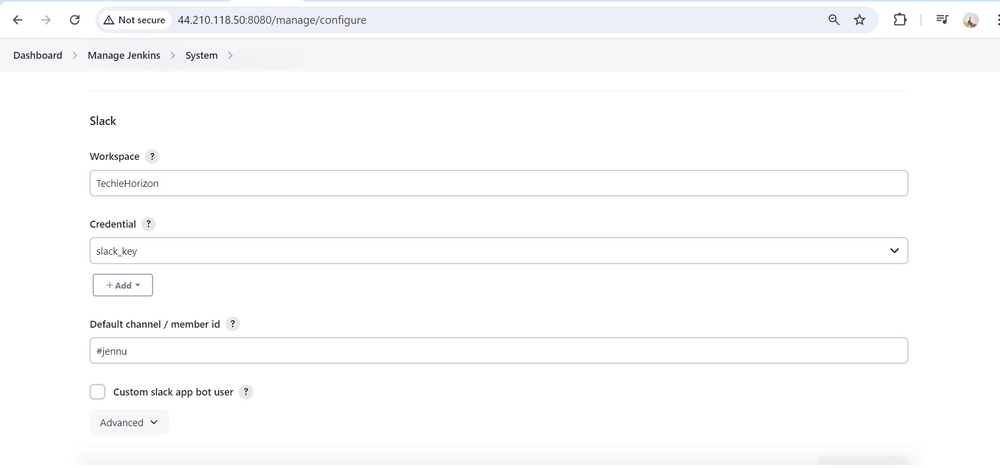 Not secure 44.210.118.50:8080/manage/configure
Dashboard > Manage Jenkins > System >
Slack
Workspace ?
TechieHorizon
Credential ?
slack_key
+ Add
Default channel / member id ?
#jennu
Custom slack app bot user ?
Advanced